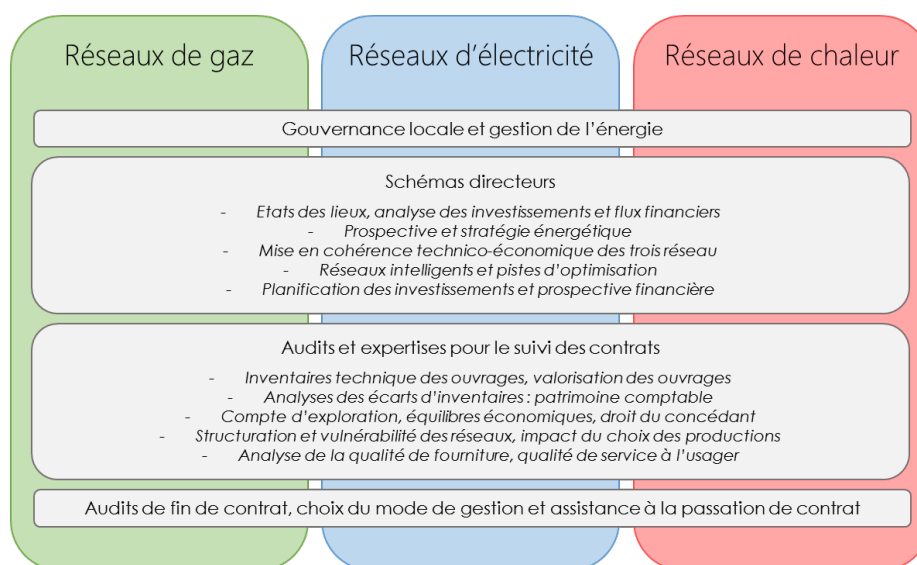 Réseaux de gaz
Réseaux d'électricité
Réseaux de chaleur
Gouvernance locale et gestion de l'énergie
Schémas directeurs
- Etats des lieux, analyse des investissements et flux financiers
- Prospective et stratégie énergétique
- Mise en cohérence technico-économique des trois réseau
- Réseaux intelligents et pistes d'optimisation
- Planification des investissements et prospective financière
Audits et expertises pour le suivi des contrats
- Inventaires technique des ouvrages, valorisation des ouvrages
- Analyses des écarts d'inventaires : patrimoine comptable
- Compte d'exploration, équilibres économiques, droit du concédant
- Structuration et vulnérabilité des réseaux, impact du choix des productions
- Analyse de la qualité de fourniture, qualité de service à l'usager
Audits de fin de contrat, choix du mode de gestion et assistance à la passation de contrat